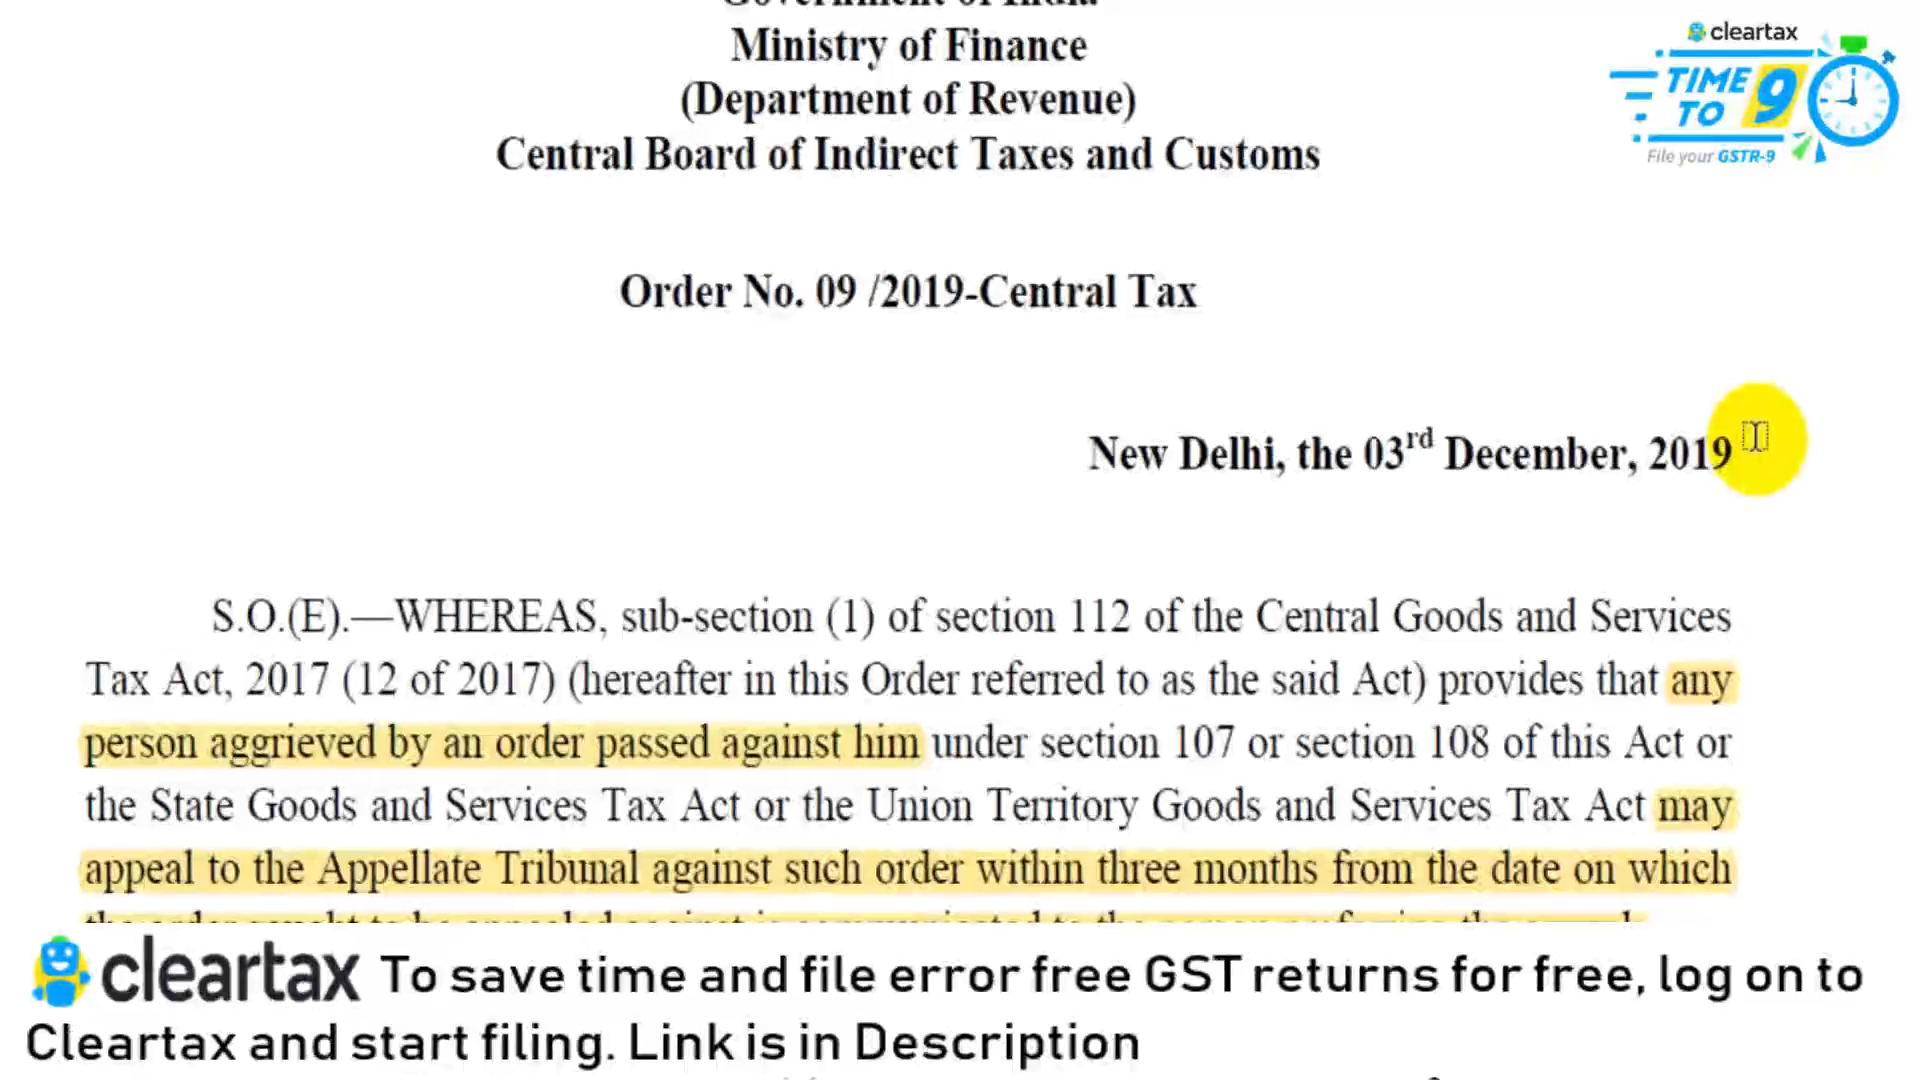 Government of India
Ministry of Finance
(Department of Revenue)
Central Board of Indirect Taxes and Customs
cleartax
TIME
TO 9
File your GSTR-9
Order No. 09 /2019-Central Tax
New Delhi, the 03rd December, 2019
S.O.(E).—WHEREAS, sub-section (1) of section 112 of the Central Goods and Services
Tax Act, 2017 (12 of 2017) (hereafter in this Order referred to as the said Act) provides that any
person aggrieved by an order passed against him under section 107 or section 108 of this Act or
the State Goods and Services Tax Act or the Union Territory Goods and Services Tax Act may
appeal to the Appellate Tribunal against such order within three months from the date on which
cleartax To save time and file error free GST returns for free, log on to
Cleartax and start filing. Link is in Description